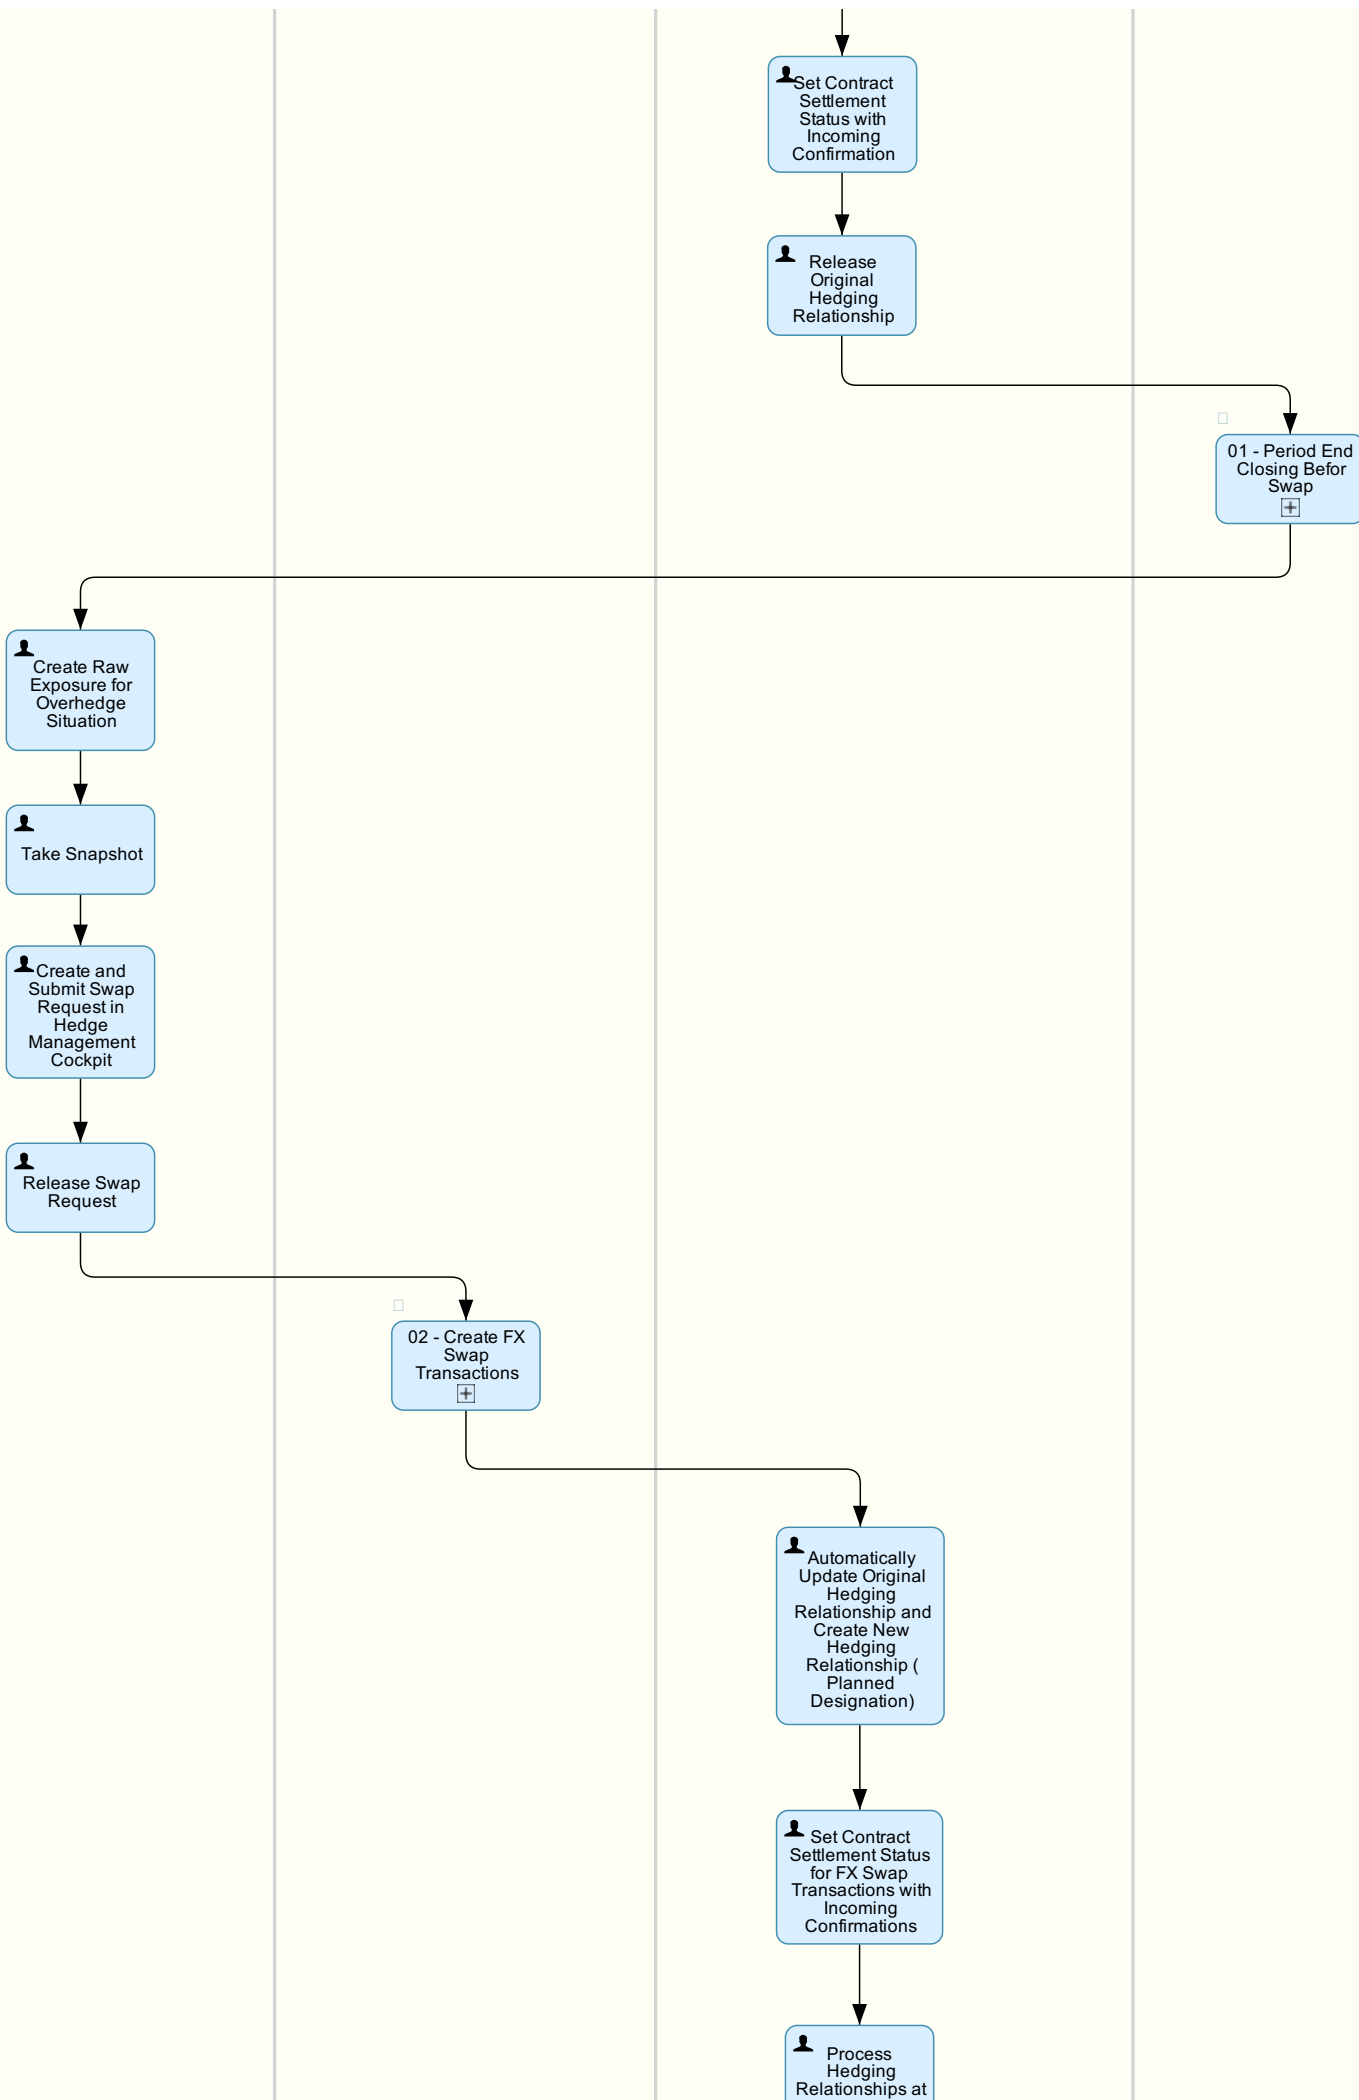 Set Contract
Settlement
Status with
Incoming
Confirmation
Release
Original
Hedging
Relationship
01 - Period End
Closing Befor
Swap
Create Raw
Exposure for
Overhedge
Situation
Take Snapshot
Create and
Submit Swap
Request in
Hedge
Management
Cockpit
Release Swap
Request
02 - Create FX
Swap
Transactions
Automatically
Update Original
Hedging
Relationship and
Create New
Hedging
Relationship (
Planned
Designation)
Set Contract
Settlement Status
for FX Swap
Transactions with
Incoming
Confirmations
Process
Hedging
Relationships at